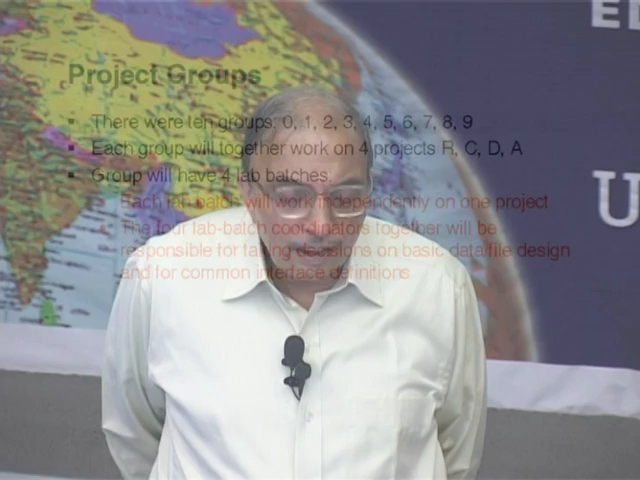 EL
U
Project Groups
There were ten groups: 0, 1, 2, 3, 4, 5, 6, 7, 8, 9
Each group will together work on 4 projects R, C, D, A
Group will have 4 lab batches,
Each lab batch will work independently on one project
The four lab-batch coordinators together will be
responsible for taking decisions on basic data/file design
and for common interface definitions